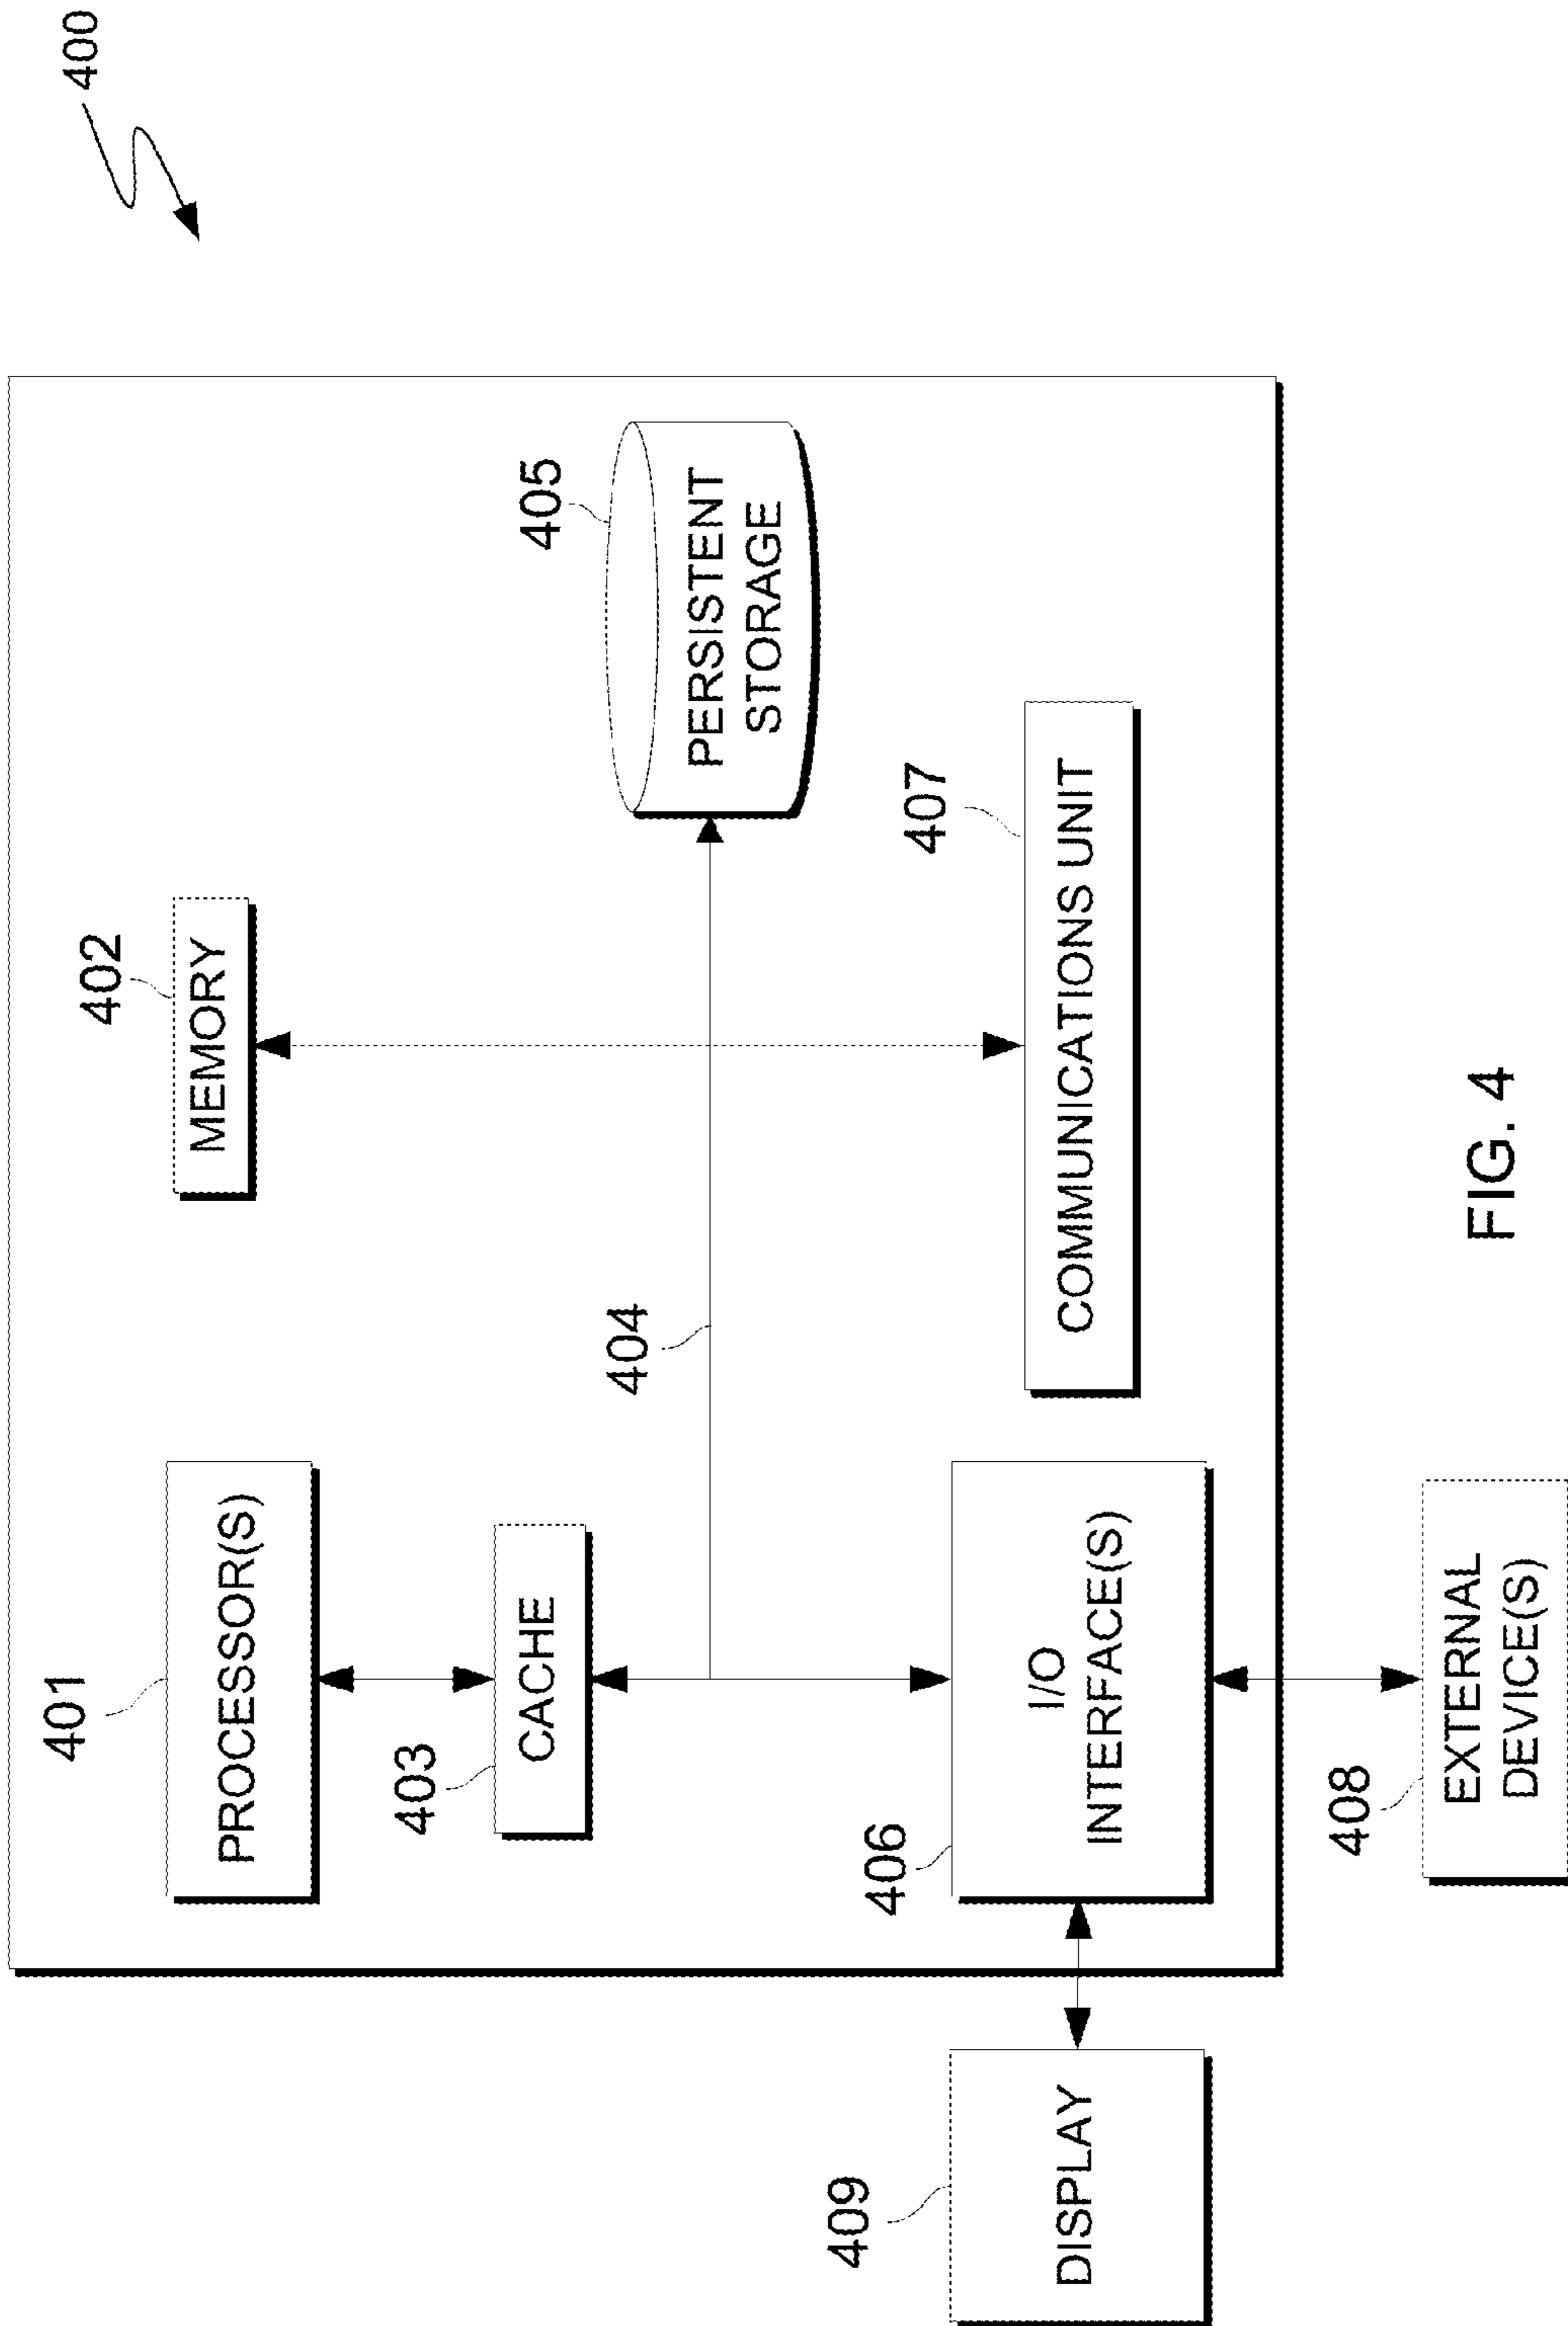 400
401
PROCESSOR(S)
402
MEMORY
403
CACHE
404
405
PERSISTENT
STORAGE
406
I/O
INTERFACE(S)
407
COMMUNICATIONS UNIT
409
DISPLAY
408
EXTERNAL
DEVICE(S)
FIG. 4